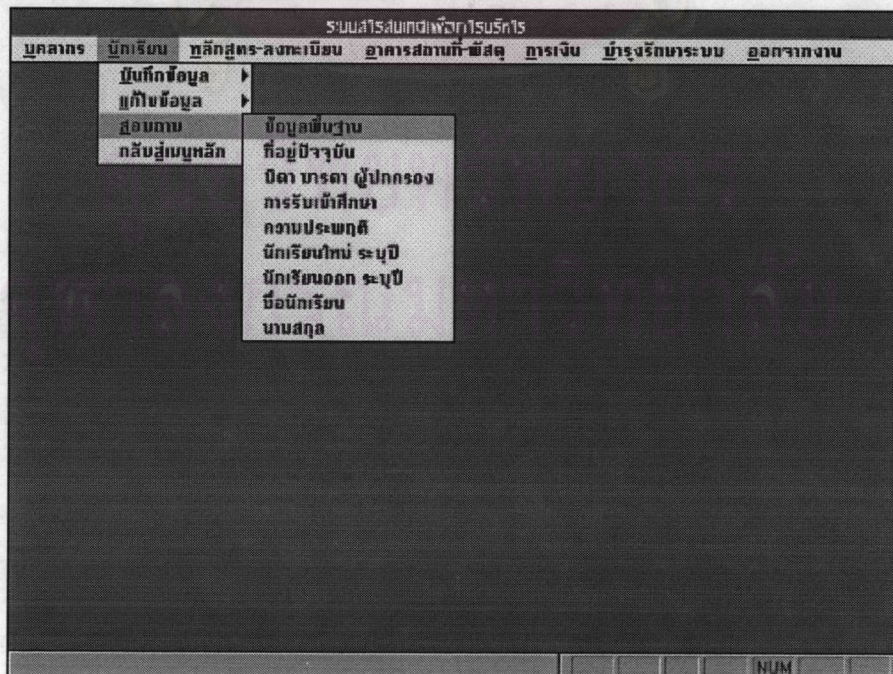 ระบบสารสนเทศเพื่อการบริหาร
บุคลากร นักเรียน หลักสูตร-ลงทะเบียน อาคารสถานที่-พัสดุ การเงิน บำรุงรักษาระบบ ออกจากงาน
บันทึกข้อมูล
แก้ไขข้อมูล
สอบถาม
กลับสู่เมนูหลัก
ข้อมูลพื้นฐาน
ที่อยู่ปัจจุบัน
บิดา มารดา ผู้ปกครอง
การรับเข้าศึกษา
ความประพฤติ
นักเรียนใหม่ ระบุปี
นักเรียนออก ระบุปี
ชื่อนักเรียน
นามสกุล
NUM